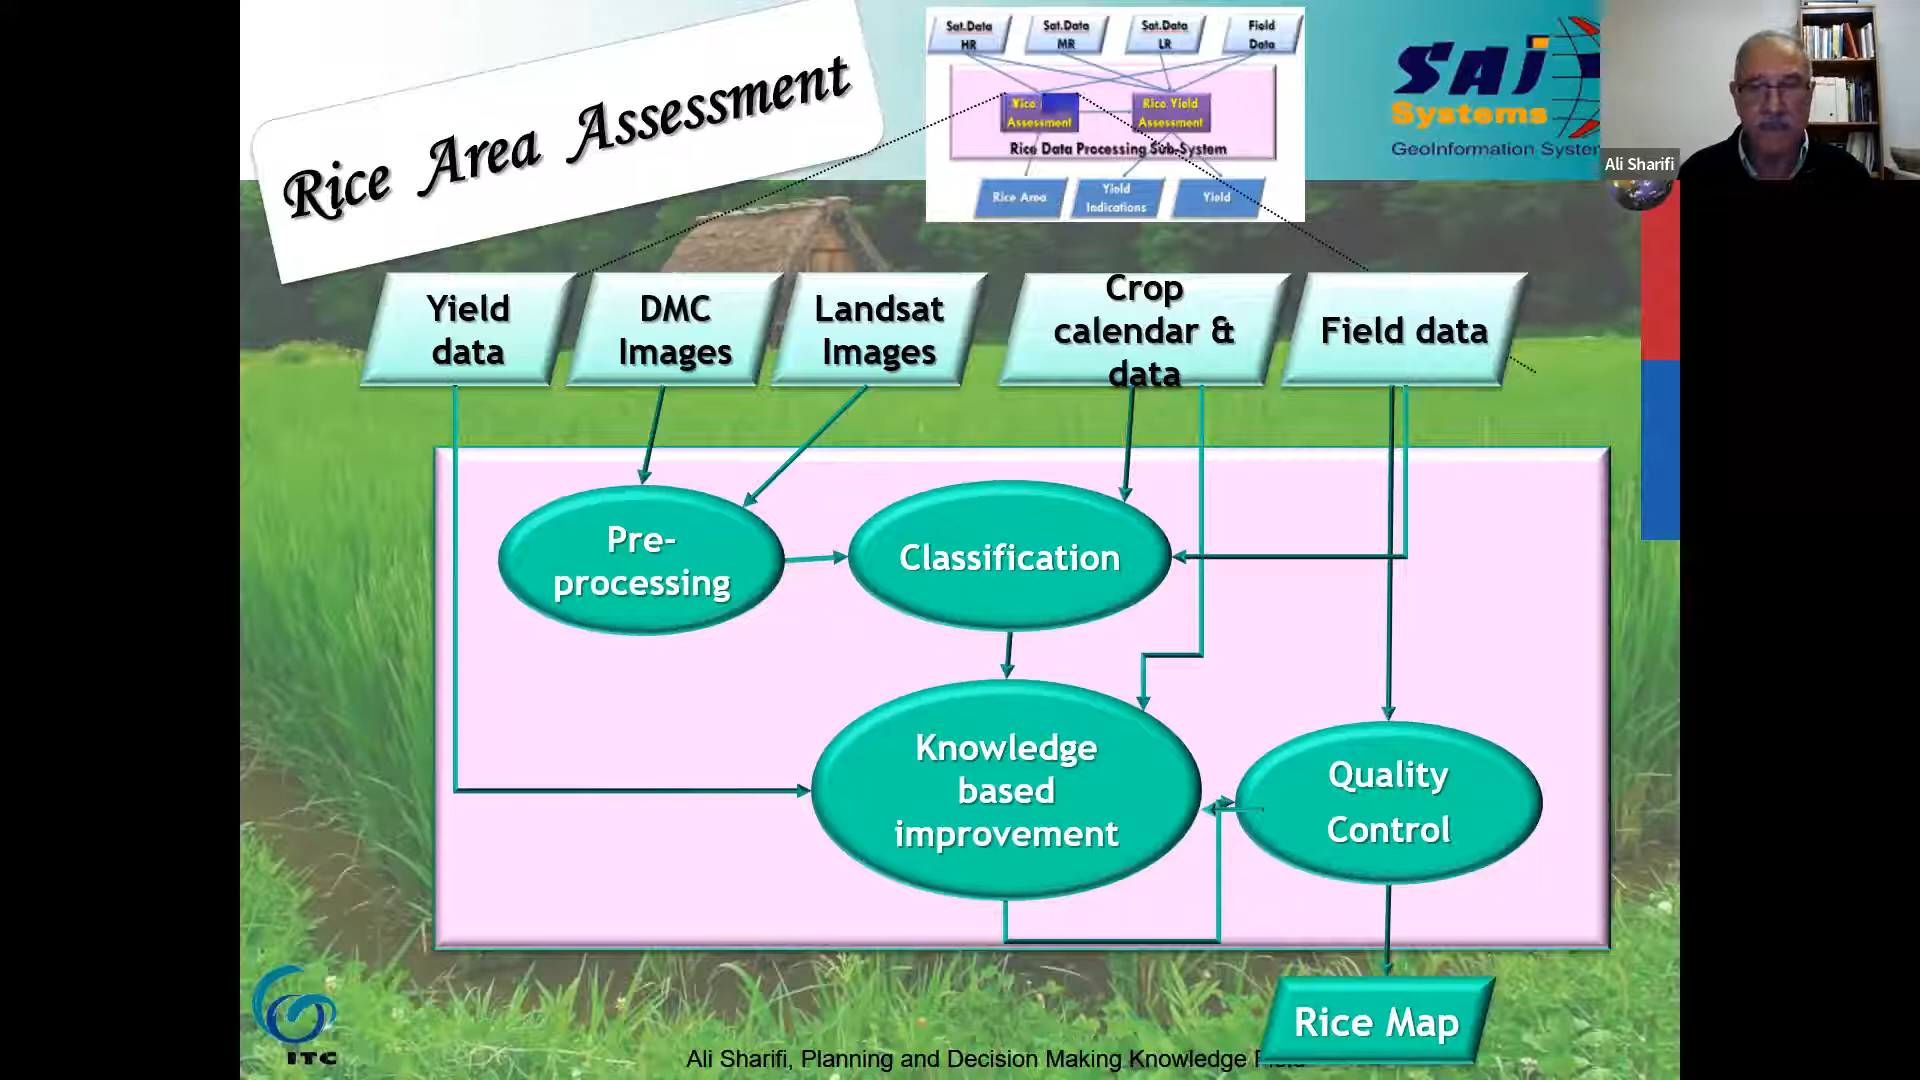 Rice Area Assessment
Sat.Data
HR
Sat.Data
MR
Sat.Data
LR
Field
Data
Assessment
Rice Yield
Assessment
Rice Data Processing Sub-System
Rice Area
Yield
Indications
Yield
SAJ
Systems
GeoInformation System
Ali Sharifi
Yield
data
DMC
Images
Landsat
Images
Crop
calendar &
data
Field data
Pre-
processing
Classification
Knowledge
based
improvement
Quality
Control
Rice Map
ITC
Ali Sharifi, Planning and Decision Making Knowledge